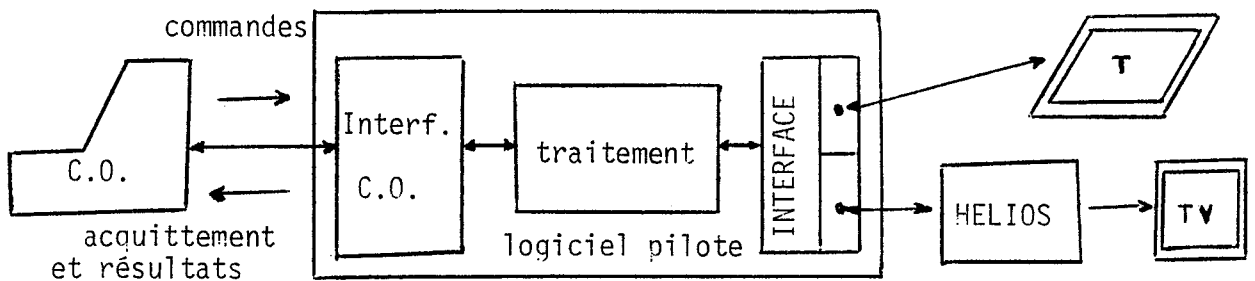 commandes
C.O.
acquittement
et résultats
Interf.
C.O.
traitement
logiciel pilote
INTERFACE
T
HELIOS
TV